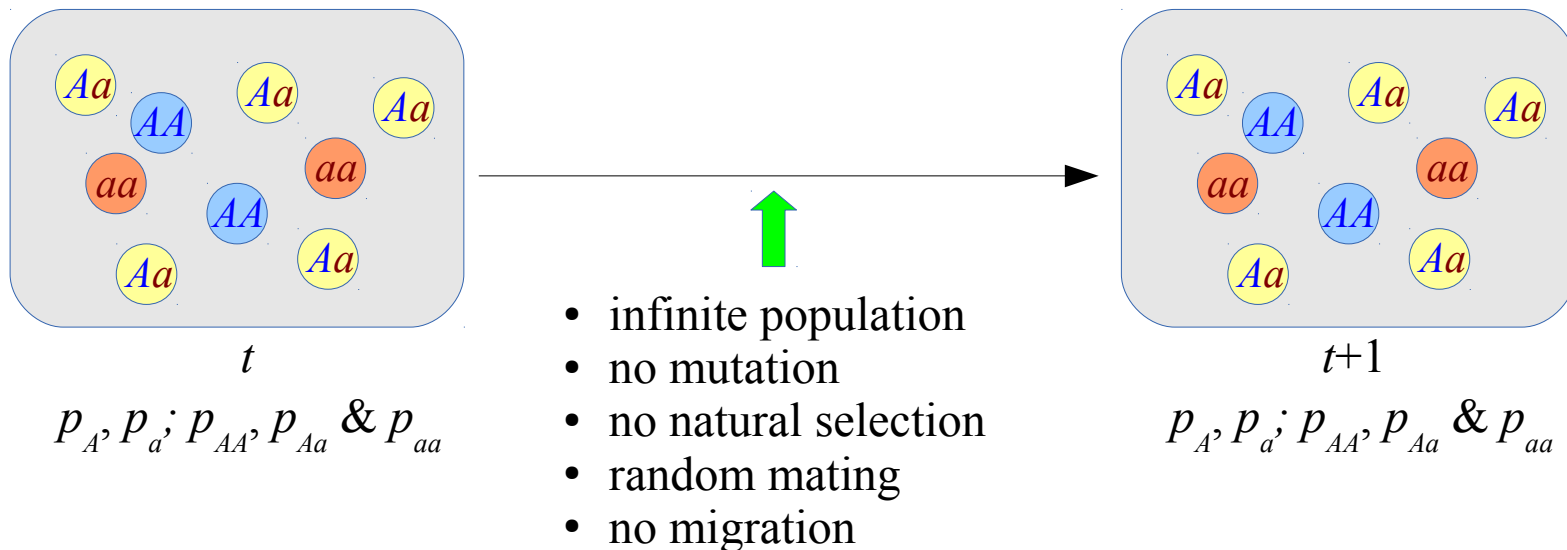 Aa
Aa
Aa
AA
aa
aa
AA
Aa
Aa
t
p_A, p_a; p_AA, p_Aa & p_aa
• infinite population
• no mutation
• no natural selection
• random mating
• no migration
Aa
Aa
Aa
AA
aa
aa
AA
Aa
Aa
t+1
p_A, p_a; p_AA, p_Aa & p_aa